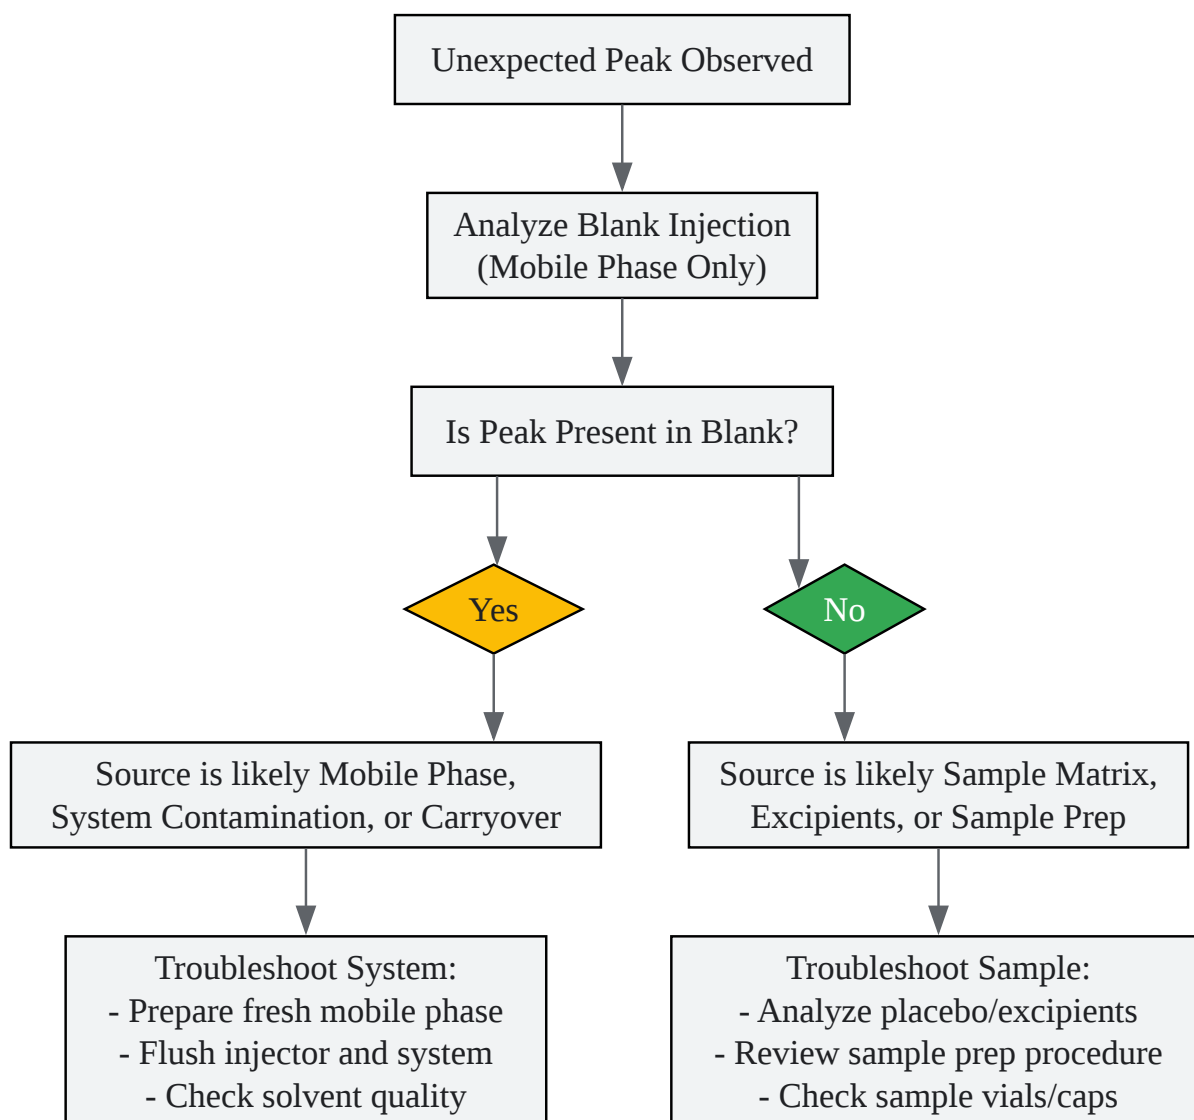 Unexpected Peak Observed
Analyze Blank Injection
(Mobile Phase Only)
Is Peak Present in Blank?
Yes
No
Source is likely Mobile Phase,
System Contamination, or Carryover
Source is likely Sample Matrix,
Excipients, or Sample Prep
Troubleshoot System:
- Prepare fresh mobile phase
- Flush injector and system
- Check solvent quality
Troubleshoot Sample:
- Analyze placebo/excipients
- Review sample prep procedure
- Check sample vials/caps